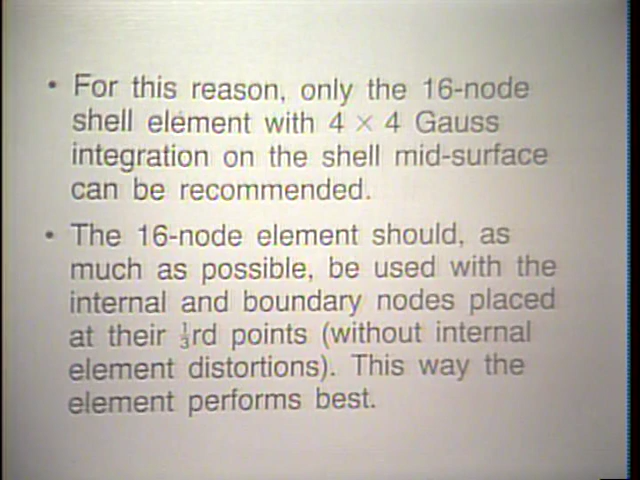 • For this reason, only the 16-node
shell element with 4 × 4 Gauss
integration on the shell mid-surface
can be recommended.
• The 16-node element should, as
much as possible, be used with the
internal and boundary nodes placed
at their ⅓rd points (without internal
element distortions). This way the
element performs best.